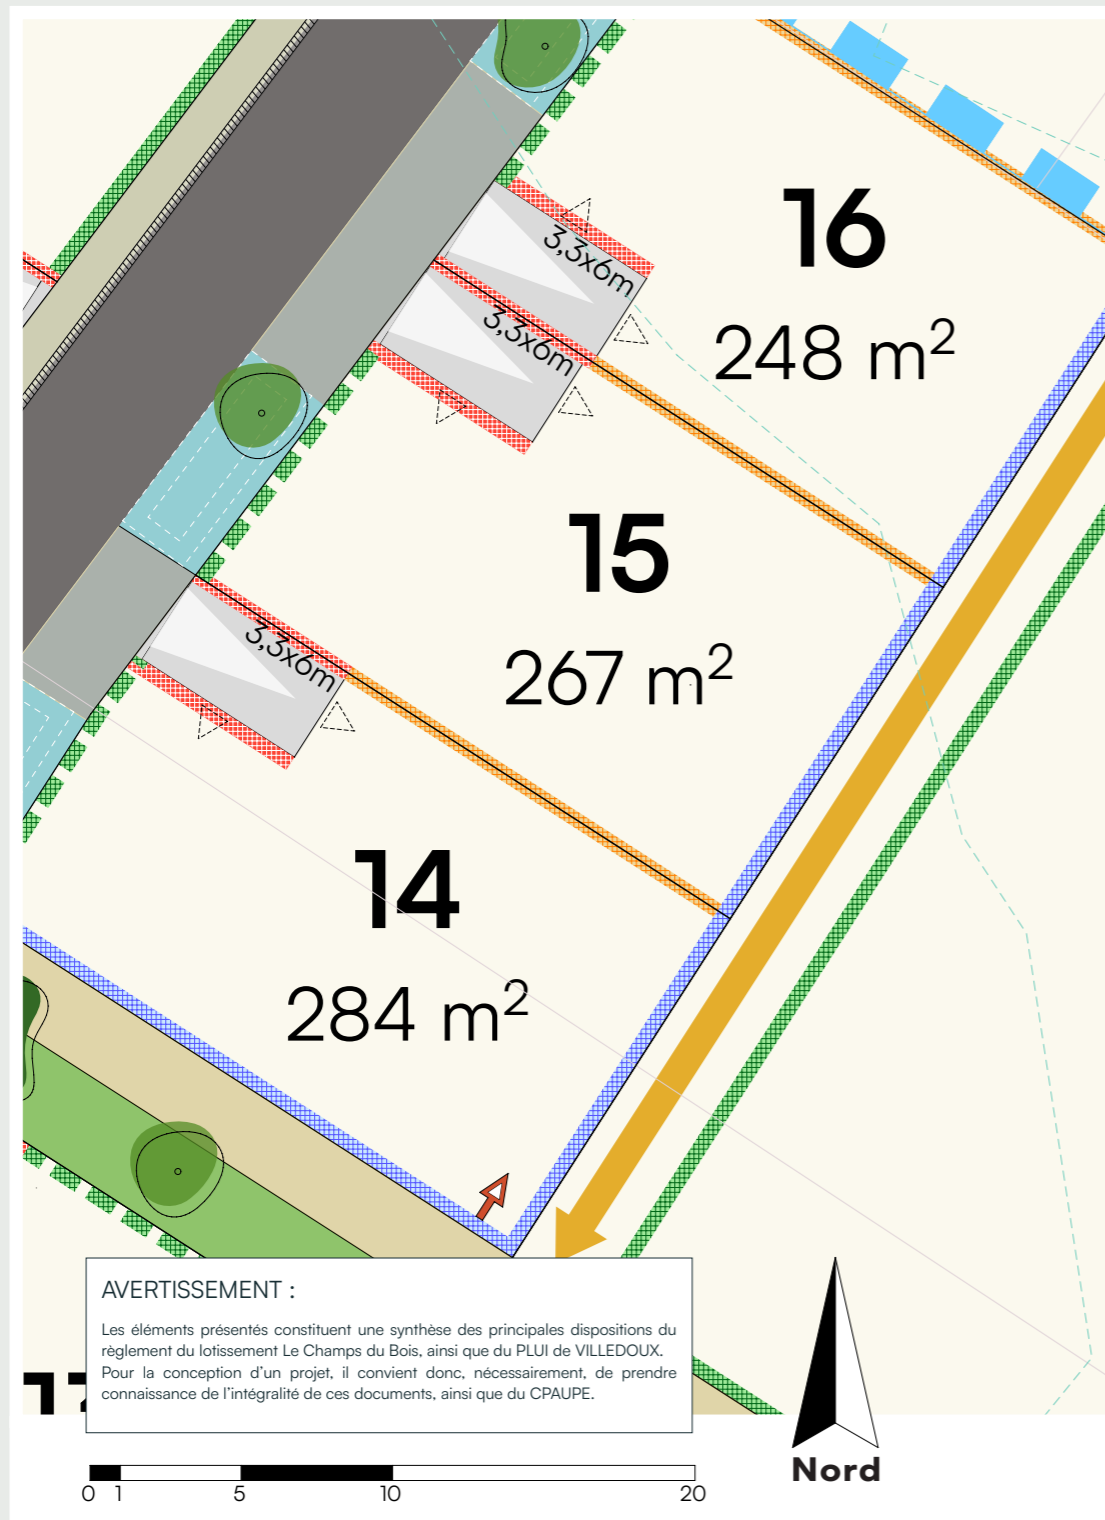 16
248 m²
3,3x6m
3,3x6m
15
267 m²
3,3x6m
14
284 m²
AVERTISSEMENT :
Les éléments présentés constituent une synthèse des principales dispositions du
règlement du lotissement Le Champs du Bois, ainsi que du PLUI de VILLEDOUX.
Pour la conception d'un projet, il convient donc, nécessairement, de prendre
connaissance de l'intégralité de ces documents, ainsi que du CPAUPE.
Nord
0 1 5 10 20